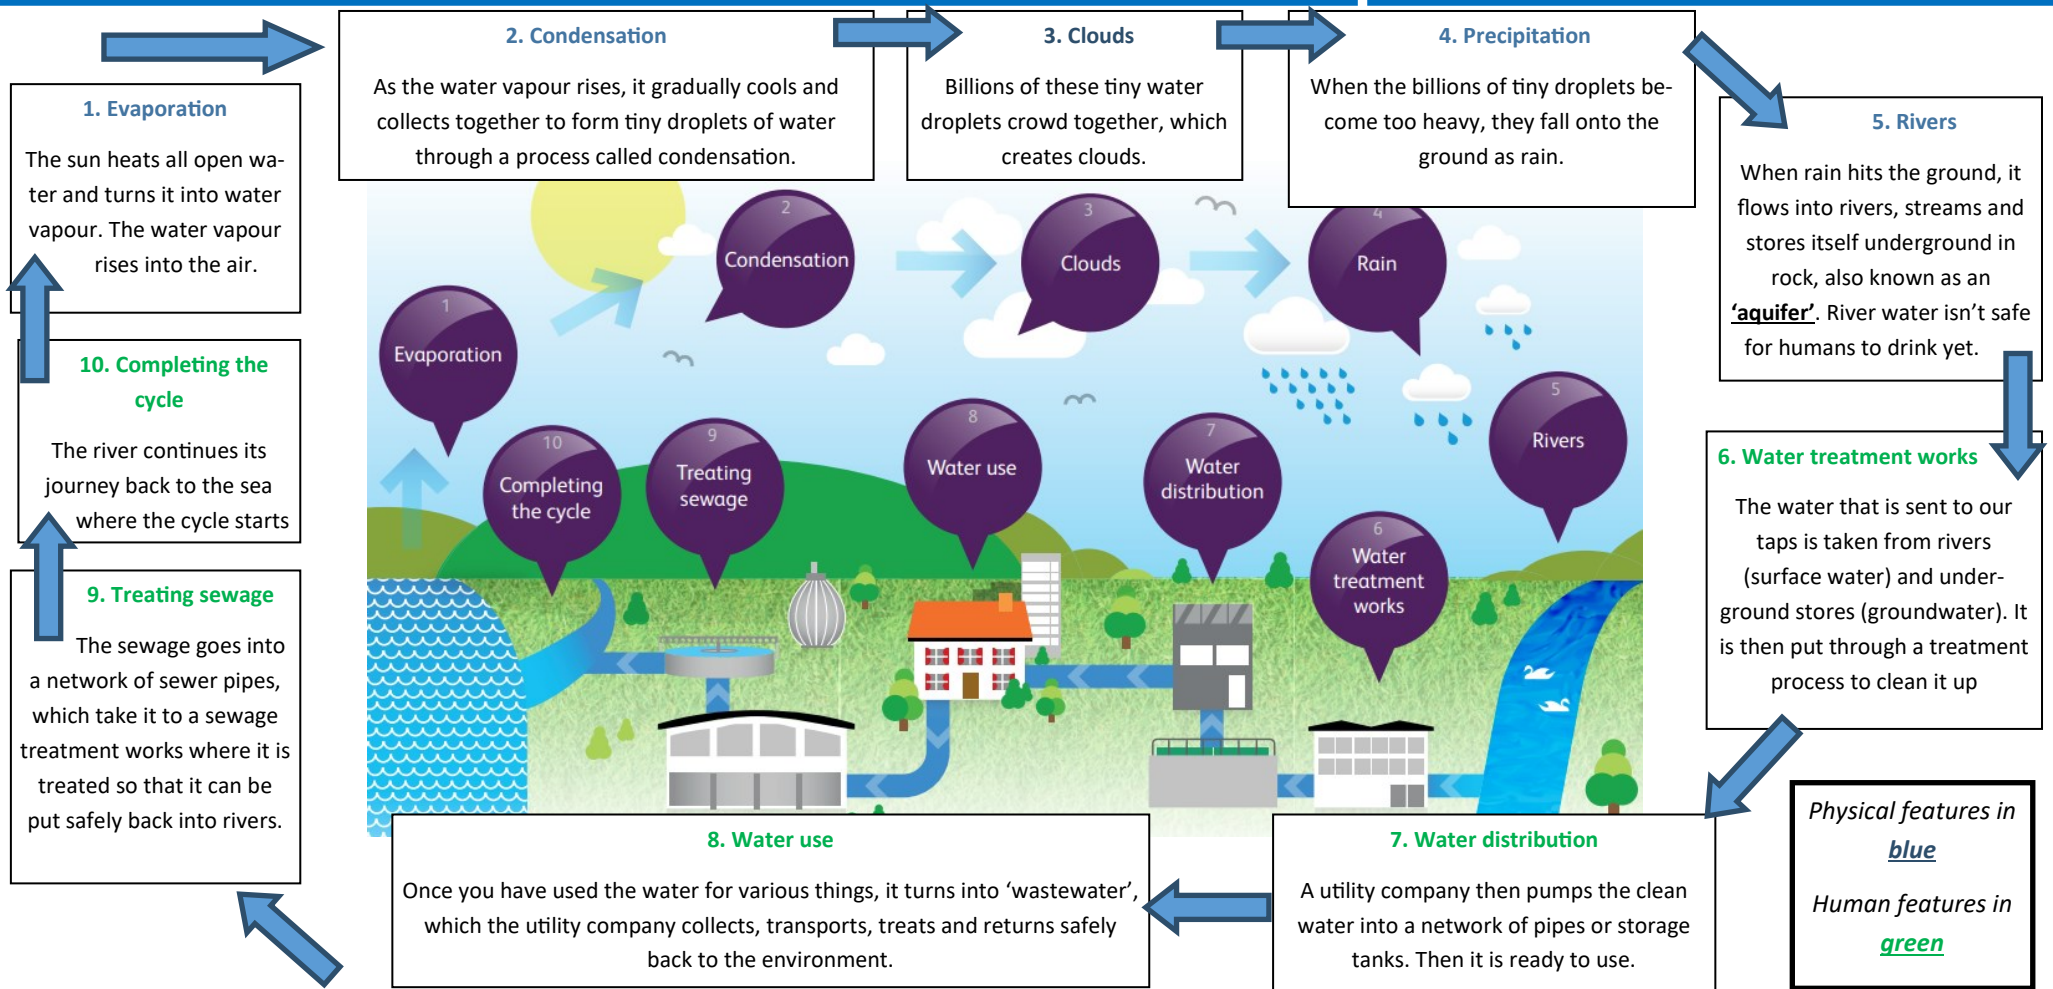 1. Evaporation
The sun heats all open wa-
ter and turns it into water
vapour. The water vapour
rises into the air.
2. Condensation
As the water vapour rises, it gradually cools and
collects together to form tiny droplets of water
through a process called condensation.
3. Clouds
Billions of these tiny water
droplets crowd together, which
creates clouds.
4. Precipitation
When the billions of tiny droplets be-
come too heavy, they fall onto the
ground as rain.
5. Rivers
When rain hits the ground, it
flows into rivers, streams and
stores itself underground in
rock, also known as an
‘aquifer’. River water isn’t safe
for humans to drink yet.
6. Water treatment works
The water that is sent to our
taps is taken from rivers
(surface water) and under-
ground stores (groundwater). It
is then put through a treatment
process to clean it up
7. Water distribution
A utility company then pumps the clean
water into a network of pipes or storage
tanks. Then it is ready to use.
8. Water use
Once you have used the water for various things, it turns into ‘wastewater’,
which the utility company collects, transports, treats and returns safely
back to the environment.
9. Treating sewage
The sewage goes into
a network of sewer pipes,
which take it to a sewage
treatment works where it is
treated so that it can be
put safely back into rivers.
10. Completing the
cycle
The river continues its
journey back to the sea
where the cycle starts
1
Evaporation
2
Condensation
3
Clouds
4
Rain
5
Rivers
6
Water
treatment
works
7
Water
distribution
8
Water use
9
Treating
sewage
10
Completing
the cycle
Physical features in
blue
Human features in
green